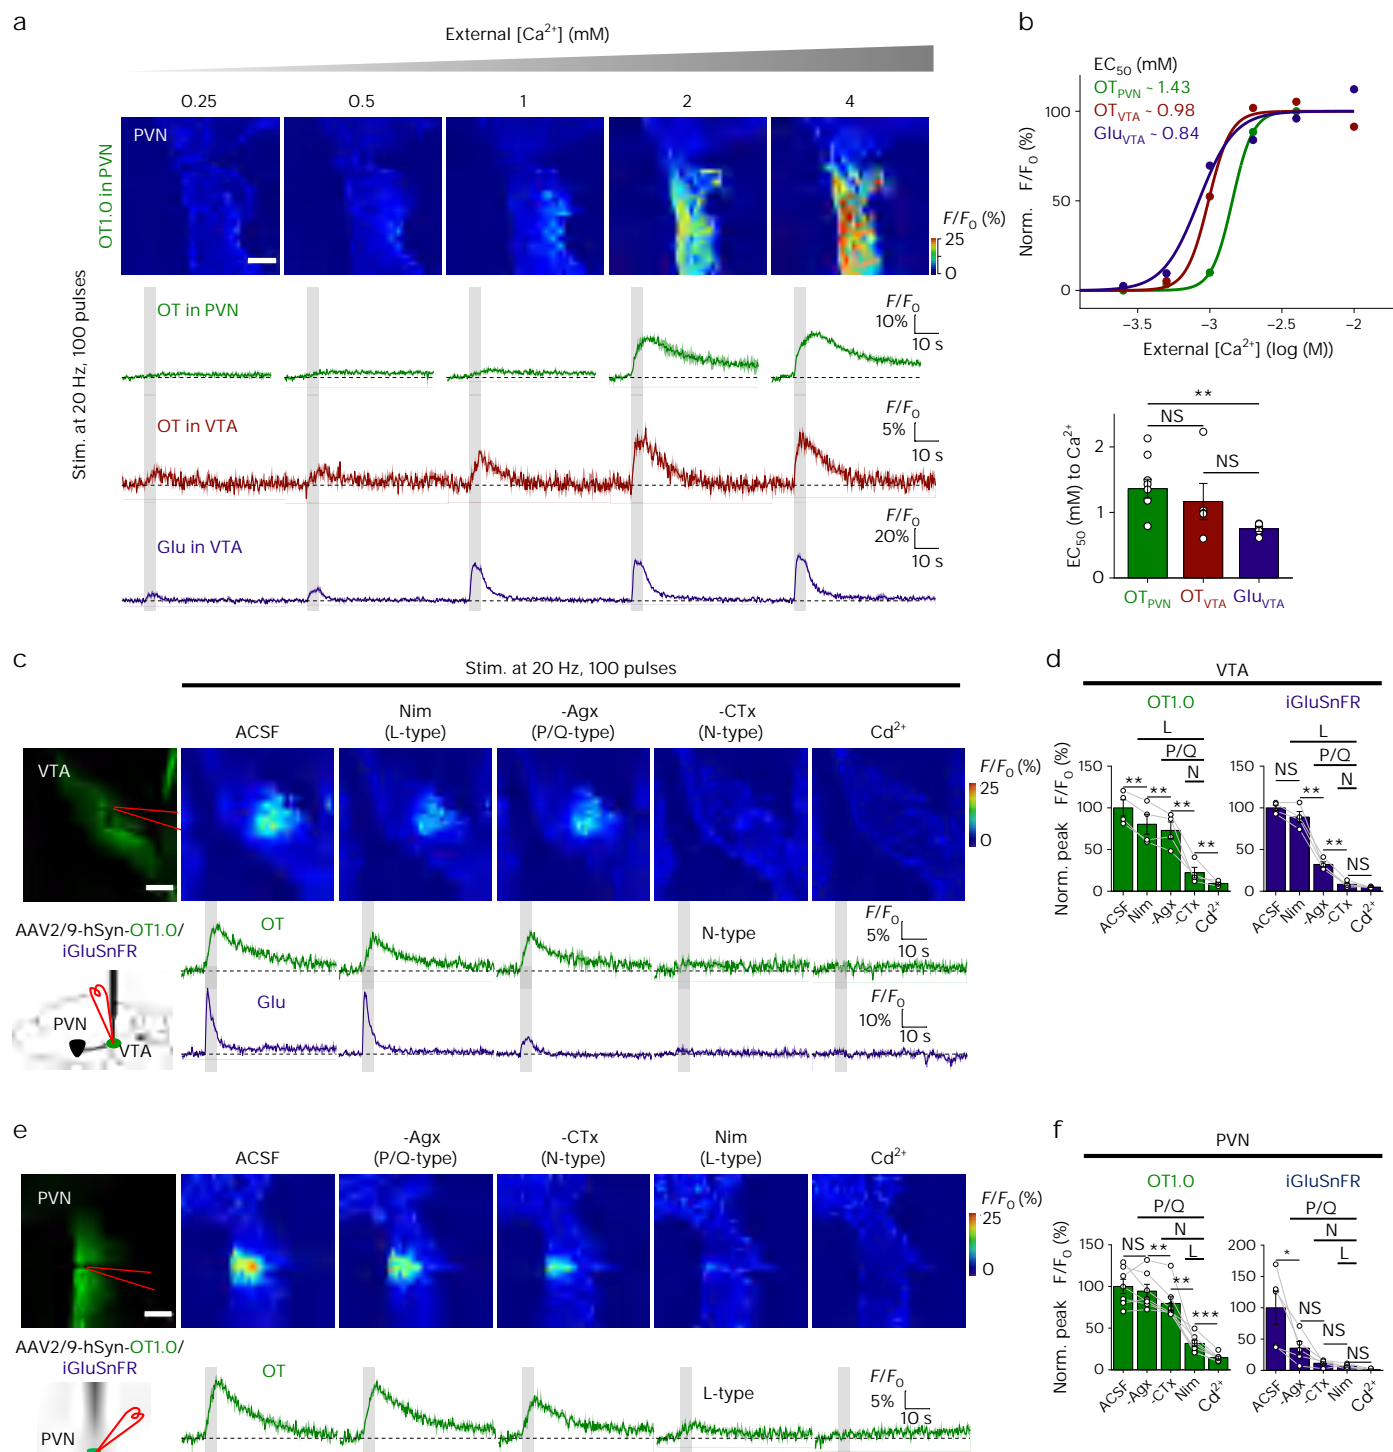 a
External [Ca²⁺] (mM)
0.25 0.5 1 2 4
OT1.0 in PVN
PVN
F/F₀ (%)
25
0
Stim. at 20 Hz, 100 pulses
OT in PVN
F/F₀
10%
10 s
OT in VTA
F/F₀
5%
10 s
Glu in VTA
F/F₀
20%
10 s
b
EC₅₀ (mM)
OT_PVN ~ 1.43
OT_VTA ~ 0.98
Glu_VTA ~ 0.84
Norm. F/F₀ (%)
100
50
0
−3.5 −3 −2.5 −2
External [Ca²⁺] (log (M))
EC₅₀ (mM) to Ca²⁺
**
NS
NS
2
1
0
OT_PVN OT_VTA Glu_VTA
c
Stim. at 20 Hz, 100 pulses
ACSF
Nim
(L-type)
-Agx
(P/Q-type)
-CTx
(N-type)
Cd²⁺
VTA
F/F₀ (%)
25
0
AAV2/9-hSyn-OT1.0/
iGluSnFR
PVN
VTA
OT
N-type
F/F₀
5%
10 s
Glu
F/F₀
10%
10 s
d
VTA
OT1.0
iGluSnFR
L
P/Q
N
L
P/Q
N
Norm. peak F/F₀ (%)
150
100
50
0
** ** ** **
ACSF Nim -Agx -CTx Cd²⁺
150
100
50
0
NS ** ** NS
ACSF Nim -Agx -CTx Cd²⁺
e
ACSF
-Agx
(P/Q-type)
-CTx
(N-type)
Nim
(L-type)
Cd²⁺
PVN
F/F₀ (%)
25
0
AAV2/9-hSyn-OT1.0/
iGluSnFR
PVN
OT
L-type
F/F₀
5%
10 s
f
PVN
OT1.0
iGluSnFR
P/Q
N
L
P/Q
N
L
Norm. peak F/F₀ (%)
150
100
50
0
NS ** ** ***
ACSF -Agx -CTx Nim Cd²⁺
200
150
100
50
0
* NS NS NS
ACSF -Agx -CTx Nim Cd²⁺